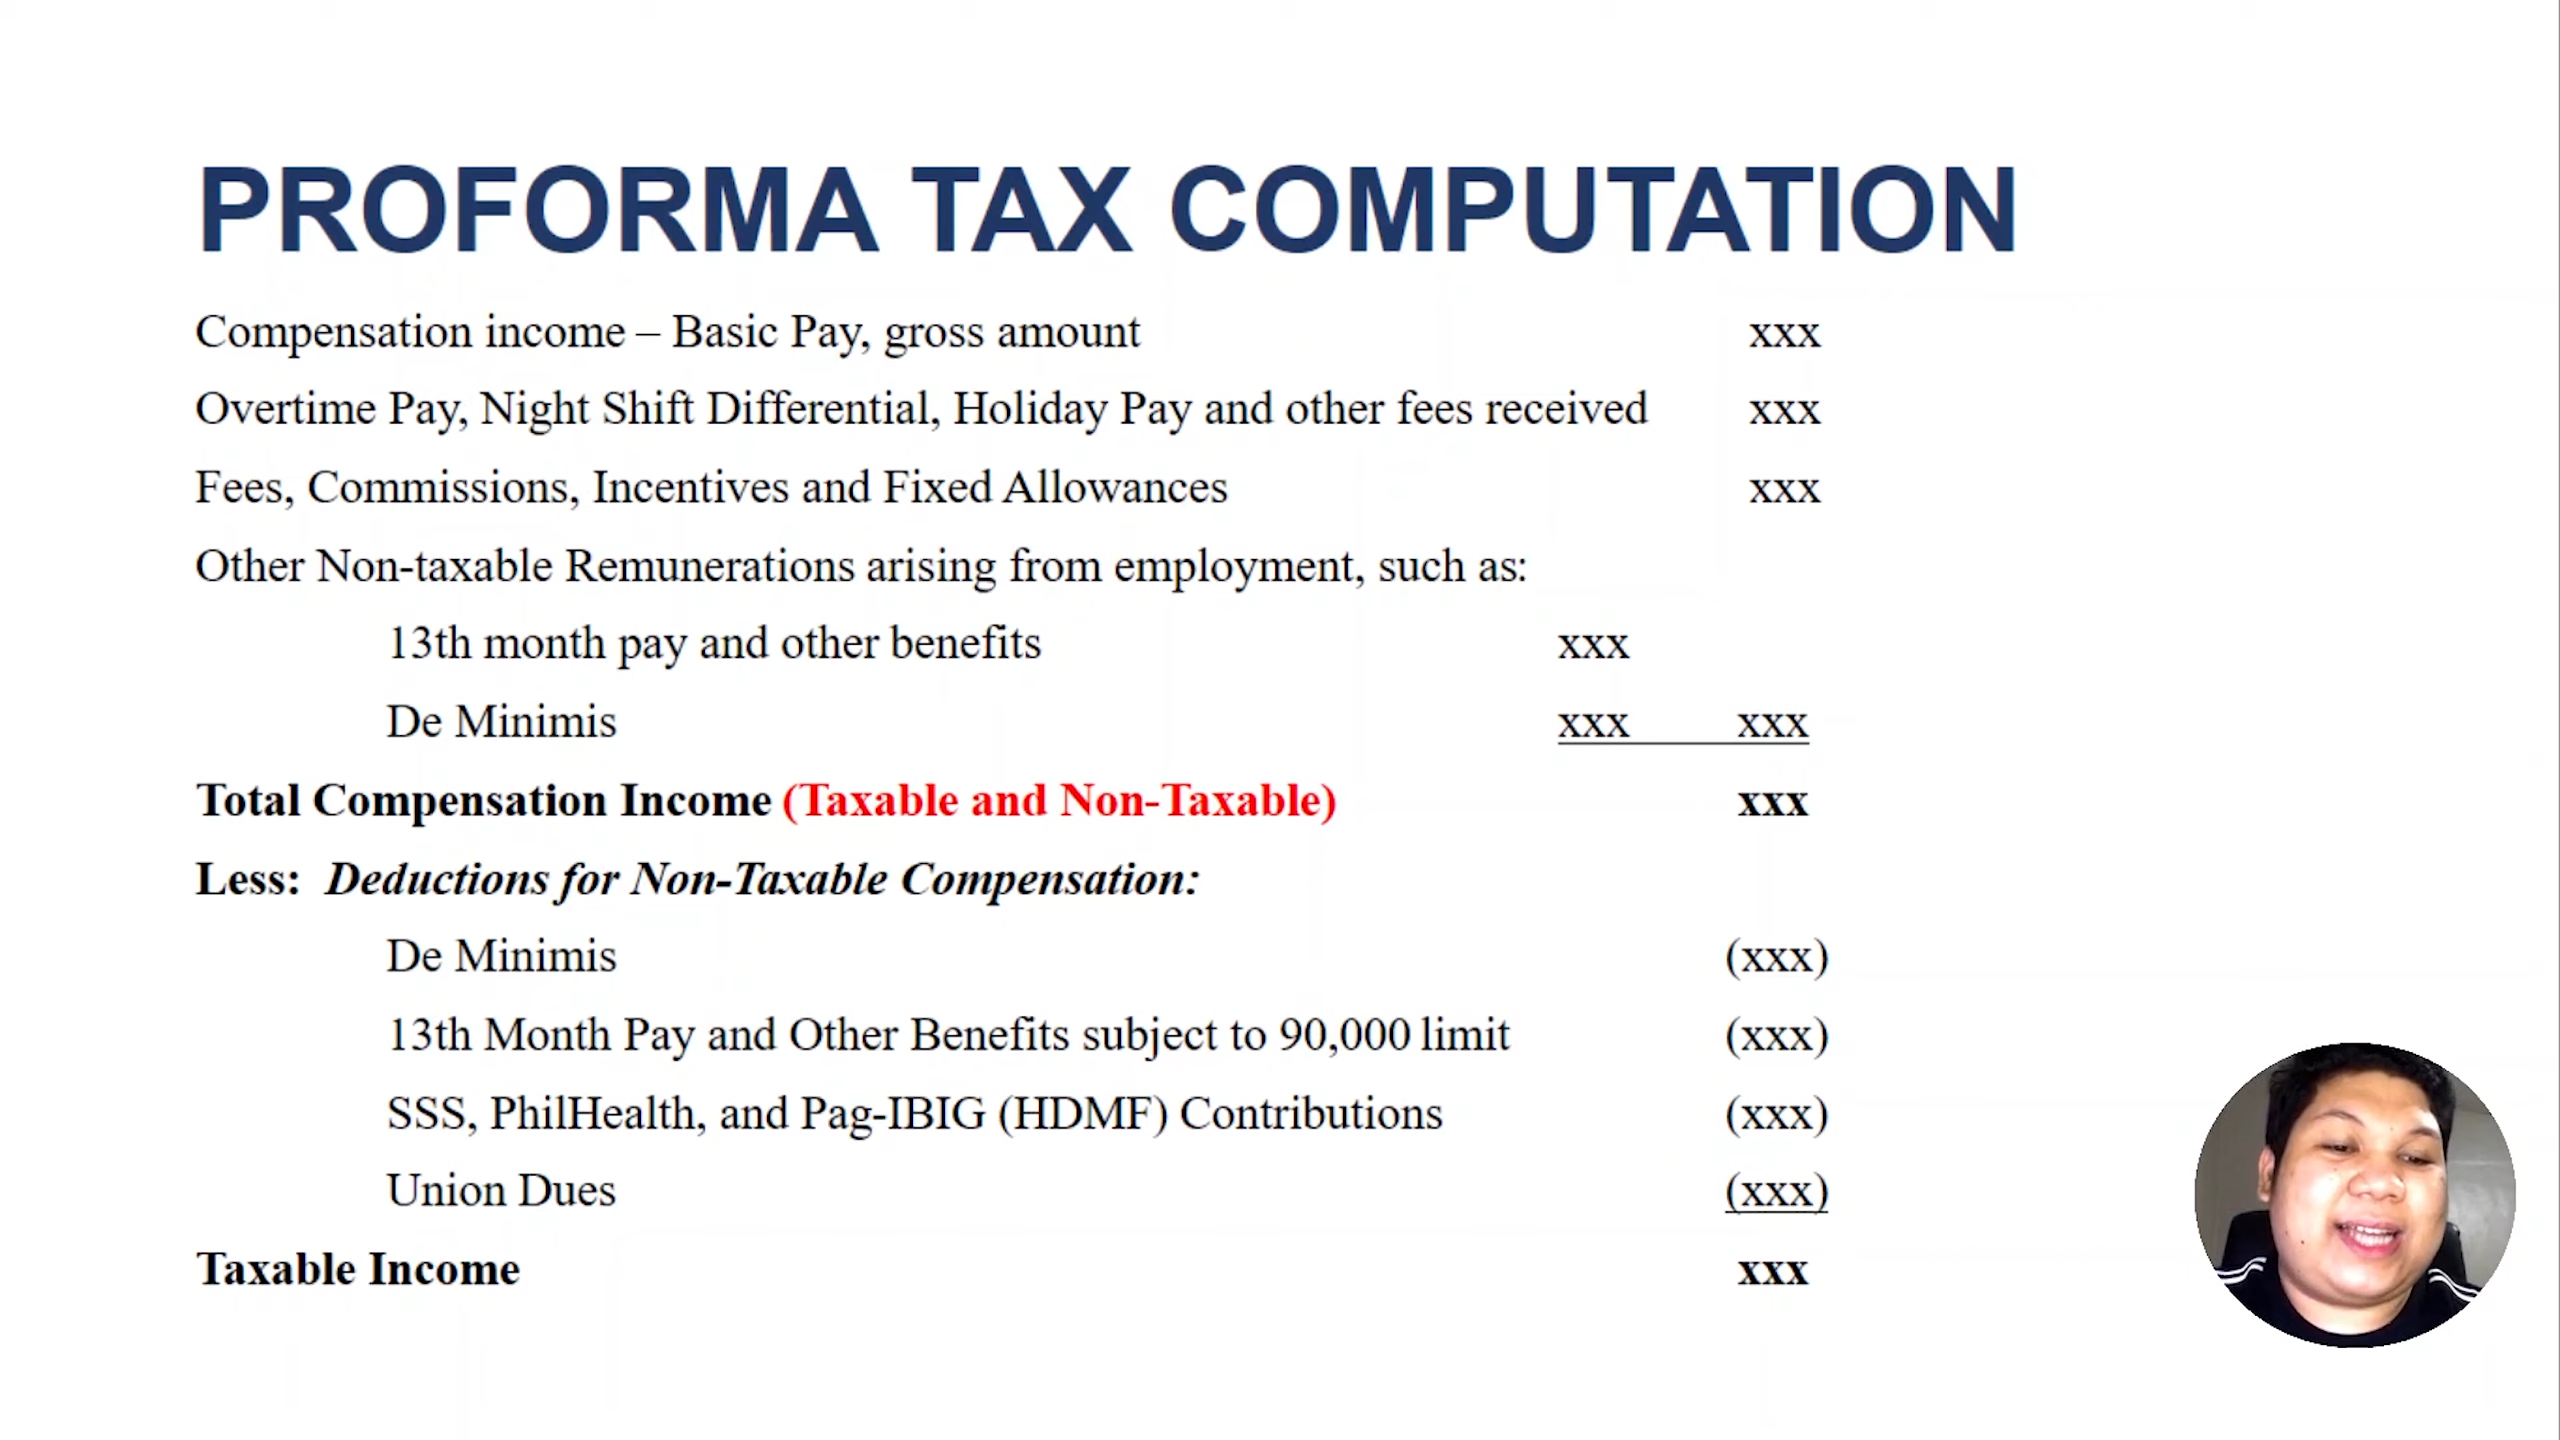 PROFORMA TAX COMPUTATION
Compensation income – Basic Pay, gross amount xxx
Overtime Pay, Night Shift Differential, Holiday Pay and other fees received xxx
Fees, Commissions, Incentives and Fixed Allowances xxx
Other Non-taxable Remunerations arising from employment, such as:
13th month pay and other benefits xxx
De Minimis xxx xxx
Total Compensation Income (Taxable and Non-Taxable) xxx
Less: Deductions for Non-Taxable Compensation:
De Minimis (xxx)
13th Month Pay and Other Benefits subject to 90,000 limit (xxx)
SSS, PhilHealth, and Pag-IBIG (HDMF) Contributions (xxx)
Union Dues (xxx)
Taxable Income xxx